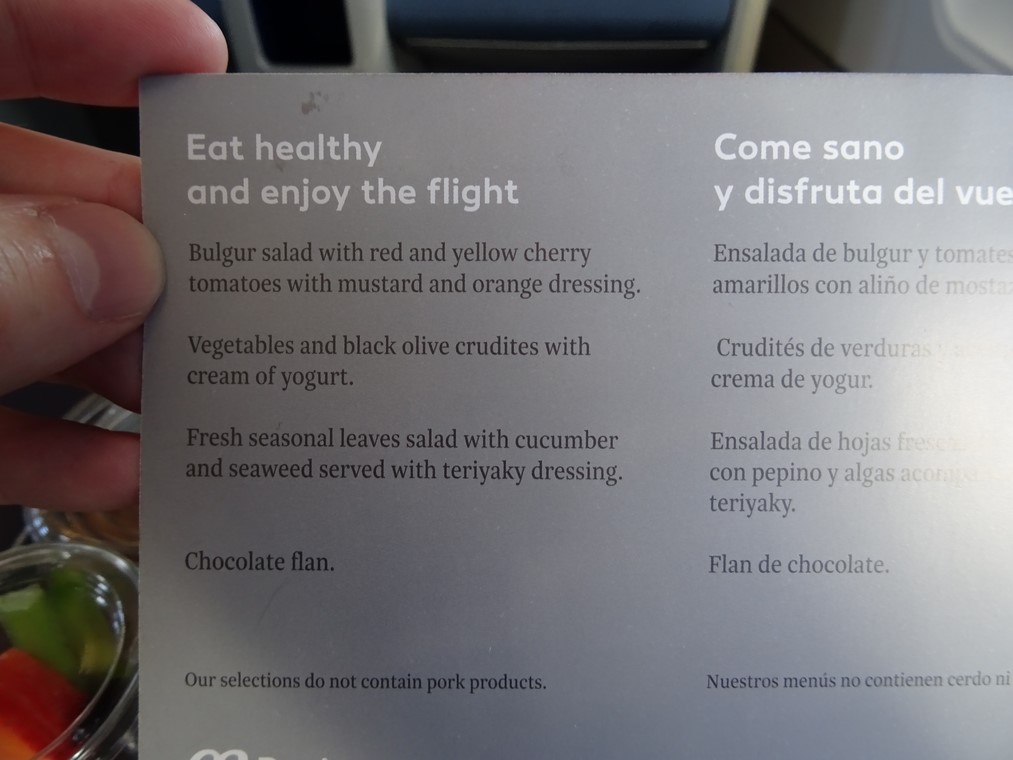 Eat healthy
and enjoy the flight
Bulgur salad with red and yellow cherry
tomatoes with mustard and orange dressing.
Vegetables and black olive crudites with
cream of yogurt.
Fresh seasonal leaves salad with cucumber
and seaweed served with teriyaky dressing.
Chocolate flan.
Our selections do not contain pork products.
Come sano
y disfruta del vue
Ensalada de bulgur y tomates
amarillos con aliño de mosta
Crudités de verduras y
crema de yogur.
Ensalada de hojas fresc
con pepino y algas acompa
teriyaky.
Flan de chocolate.
Nuestros menús no contienen cerdo ni